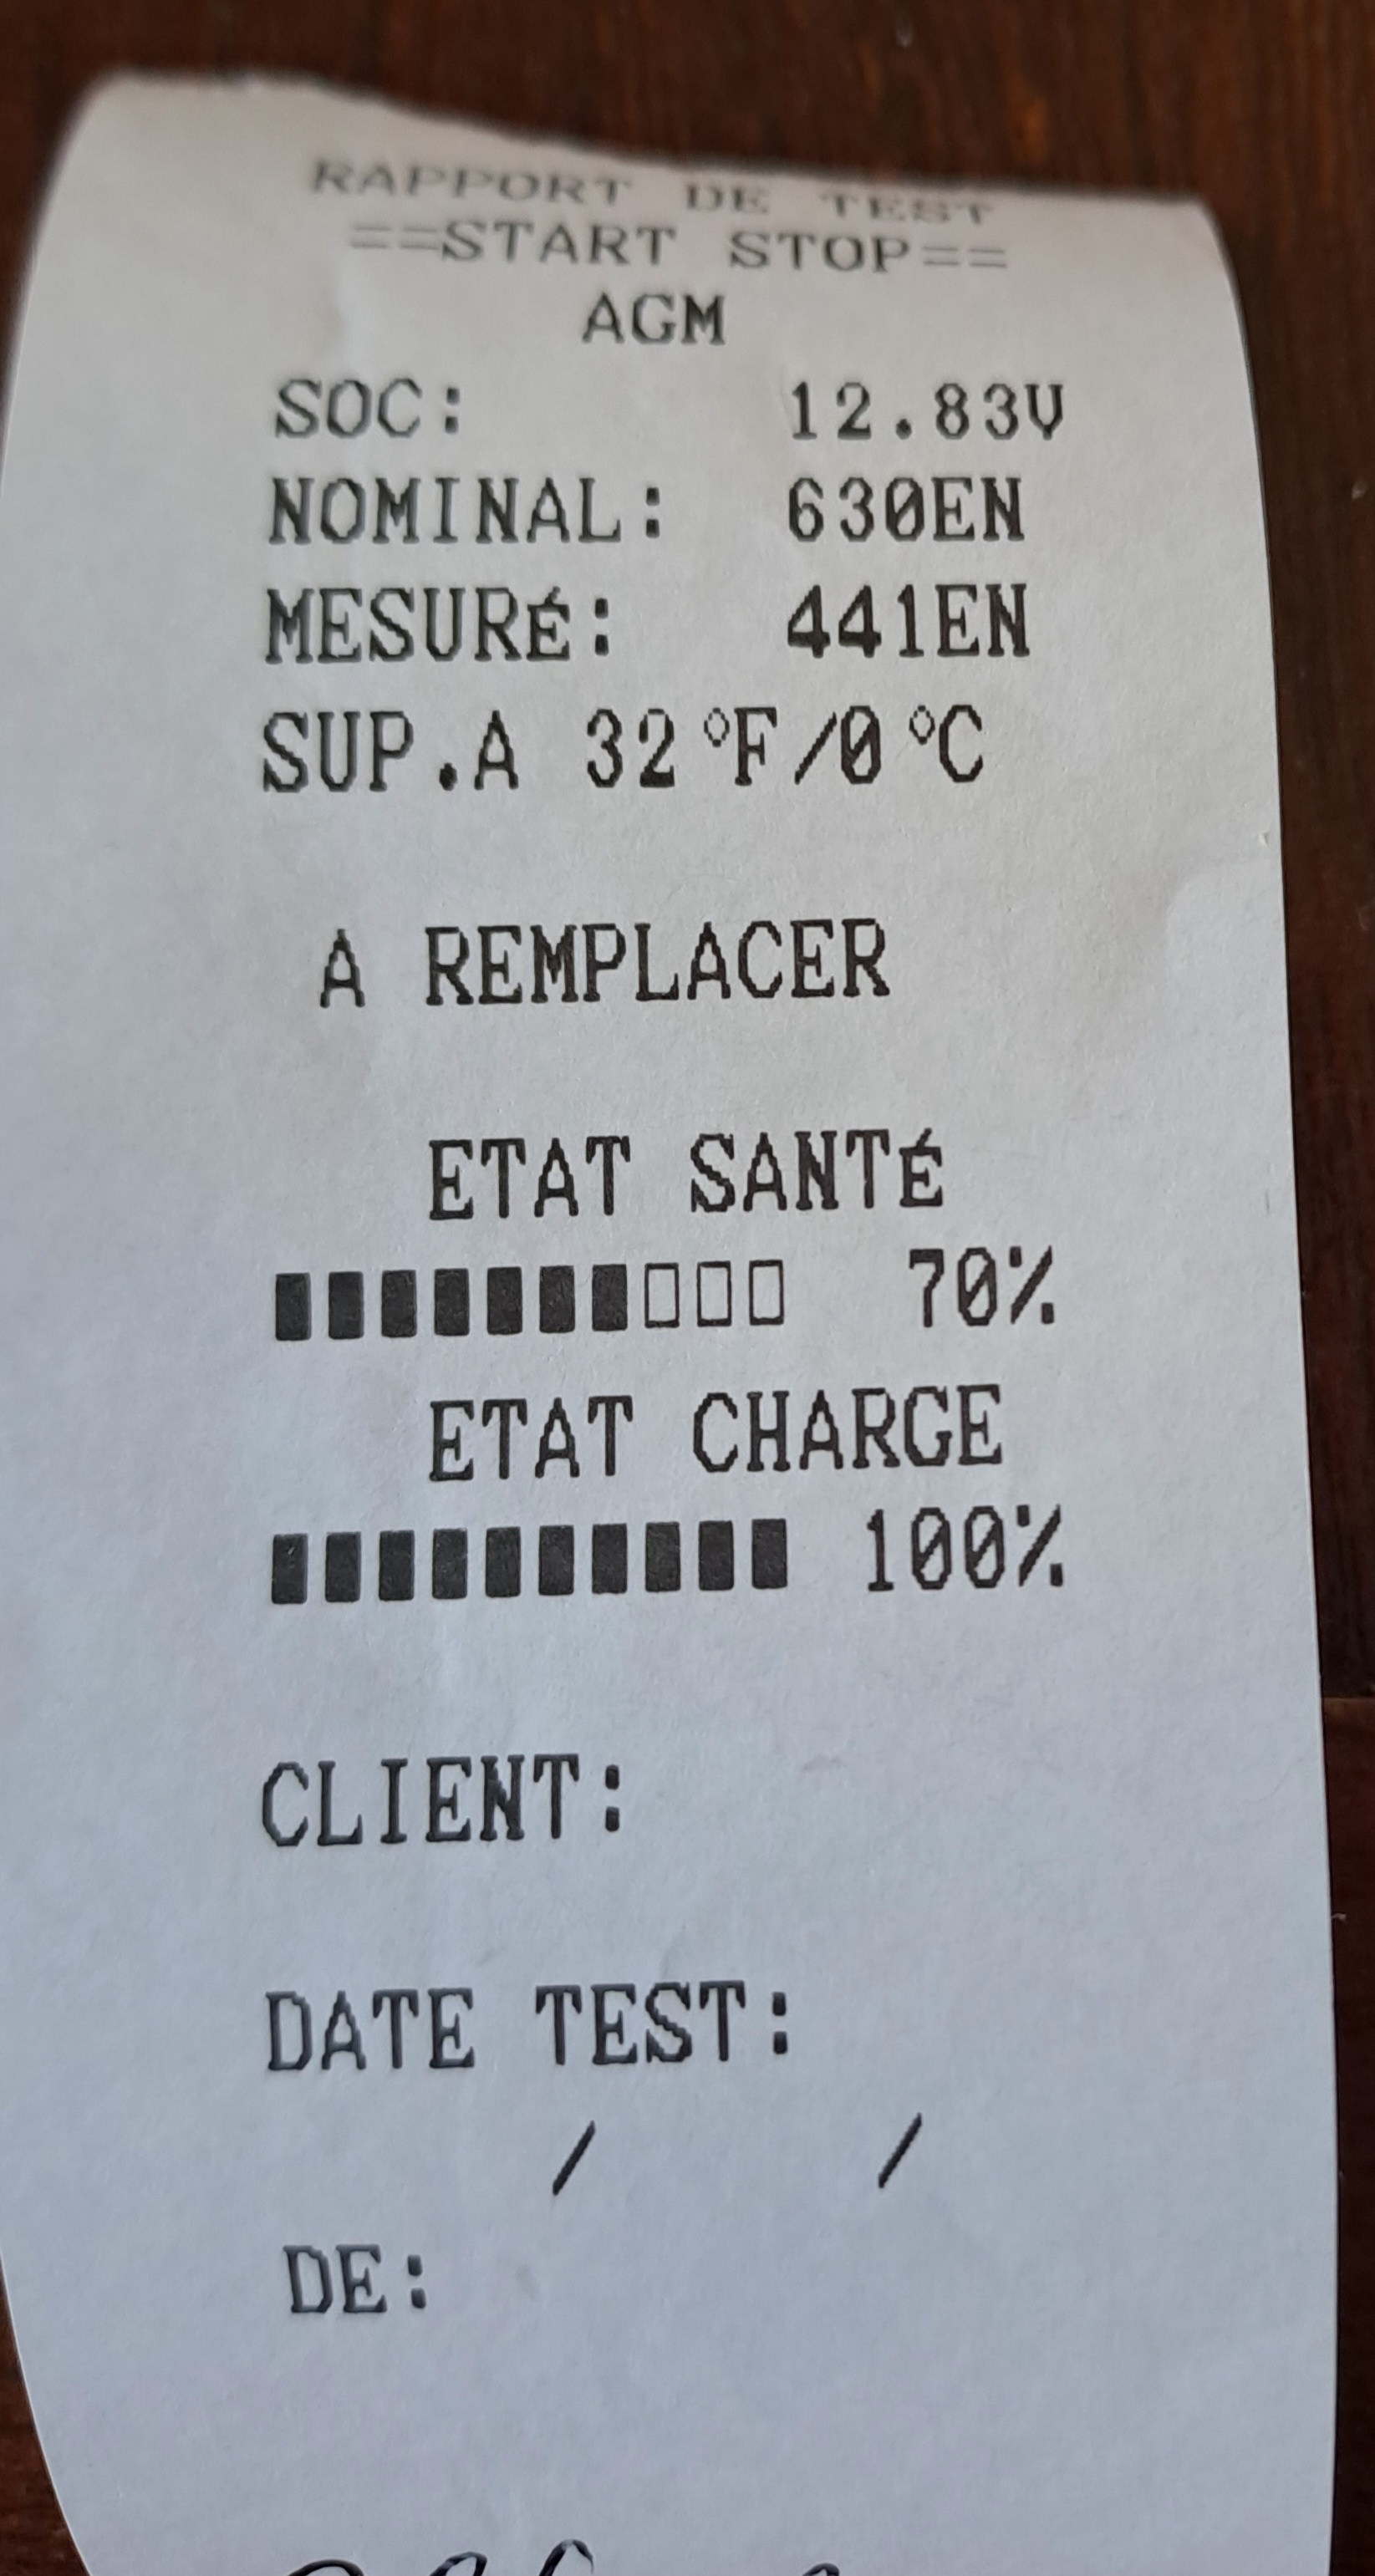 RAPPORT DE TEST
==START STOP==
AGM
SOC: 12.83V
NOMINAL: 630EN
MESURÉ: 441EN
SUP.A 32°F/0°C
A REMPLACER
ETAT SANTÉ
70%
ETAT CHARGE
100%
CLIENT:
DATE TEST:
/ /
DE: